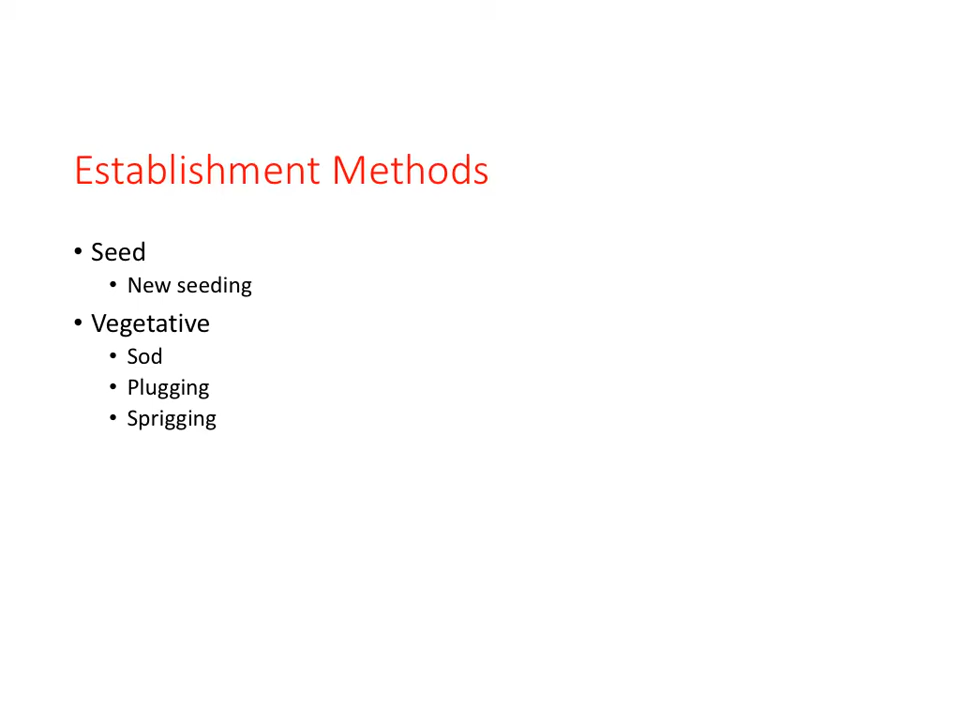 Establishment Methods
• Seed
• New seeding
• Vegetative
• Sod
• Plugging
• Sprigging